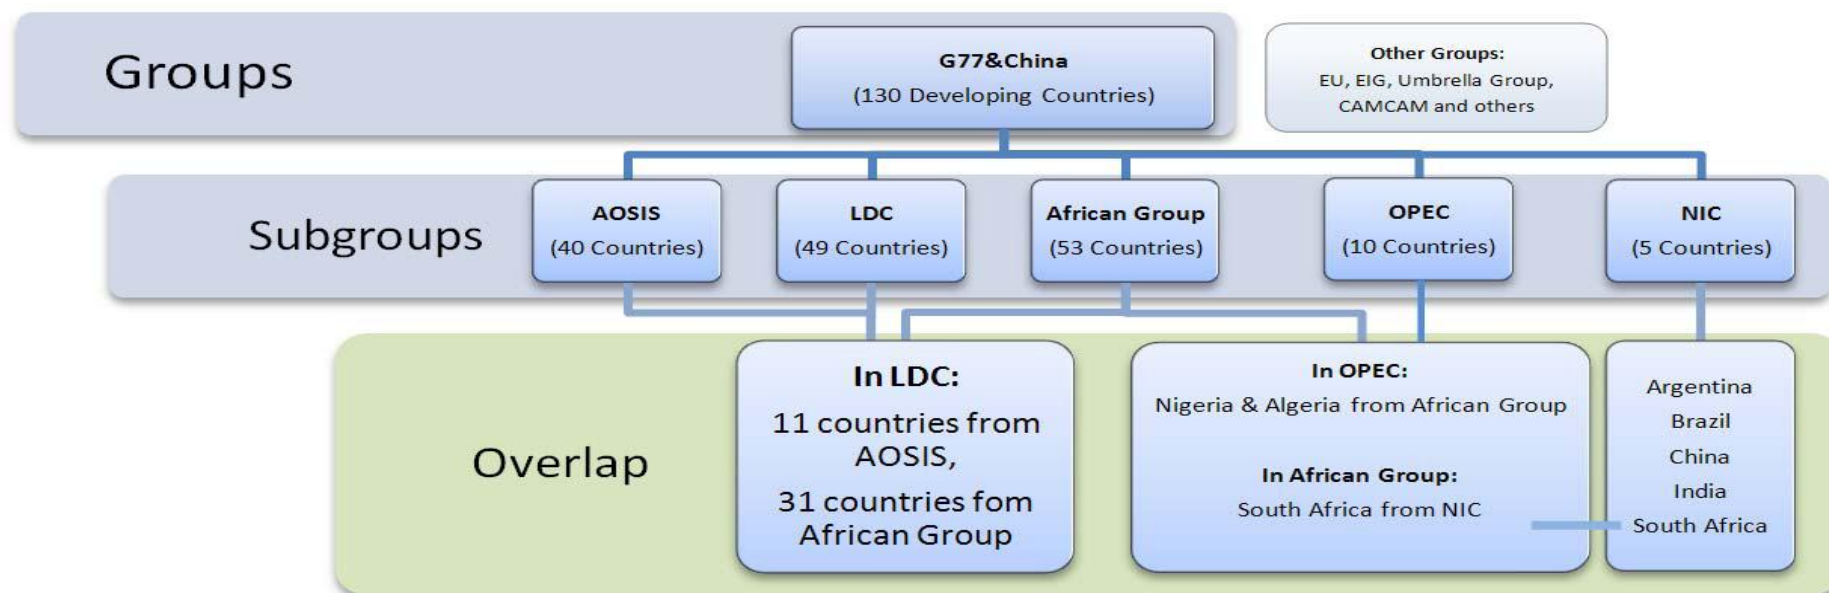 Groups
G77&China
(130 Developing Countries)
Other Groups:
EU, EIG, Umbrella Group,
CAMCAM and others
Subgroups
AOSIS
(40 Countries)
LDC
(49 Countries)
African Group
(53 Countries)
OPEC
(10 Countries)
NIC
(5 Countries)
Overlap
In LDC:
11 countries from
AOSIS,
31 countries fom
African Group
In OPEC:
Nigeria & Algeria from African Group
In African Group:
South Africa from NIC
Argentina
Brazil
China
India
South Africa